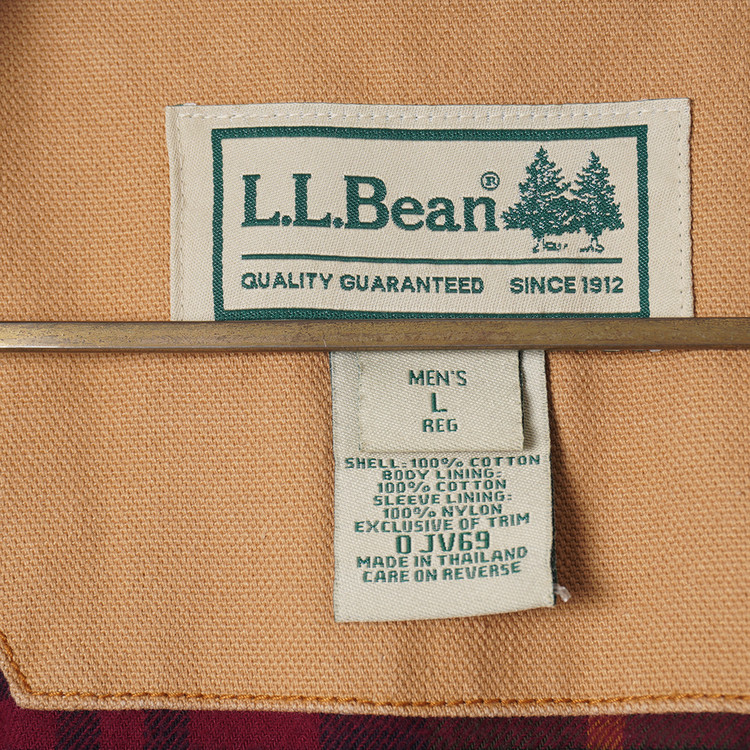 L.L.Bean®
QUALITY GUARANTEED SINCE 1912
MEN'S
L
REG
SHELL: 100% COTTON
BODY LINING:
100% COTTON
SLEEVE LINING:
100% NYLON
EXCLUSIVE OF TRIM
0 JV69
MADE IN THAILAND
CARE ON REVERSE